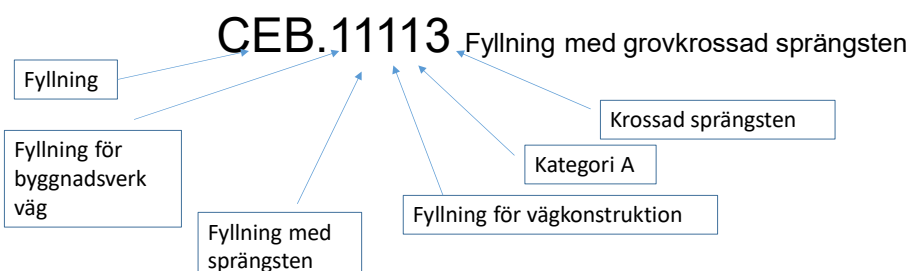 CEB.11113 Fyllning med grovkrossad sprängsten
Fyllning
Krossad sprängsten
Fyllning för
byggnadsverk
väg
Kategori A
Fyllning för vägkonstruktion
Fyllning med
sprängsten